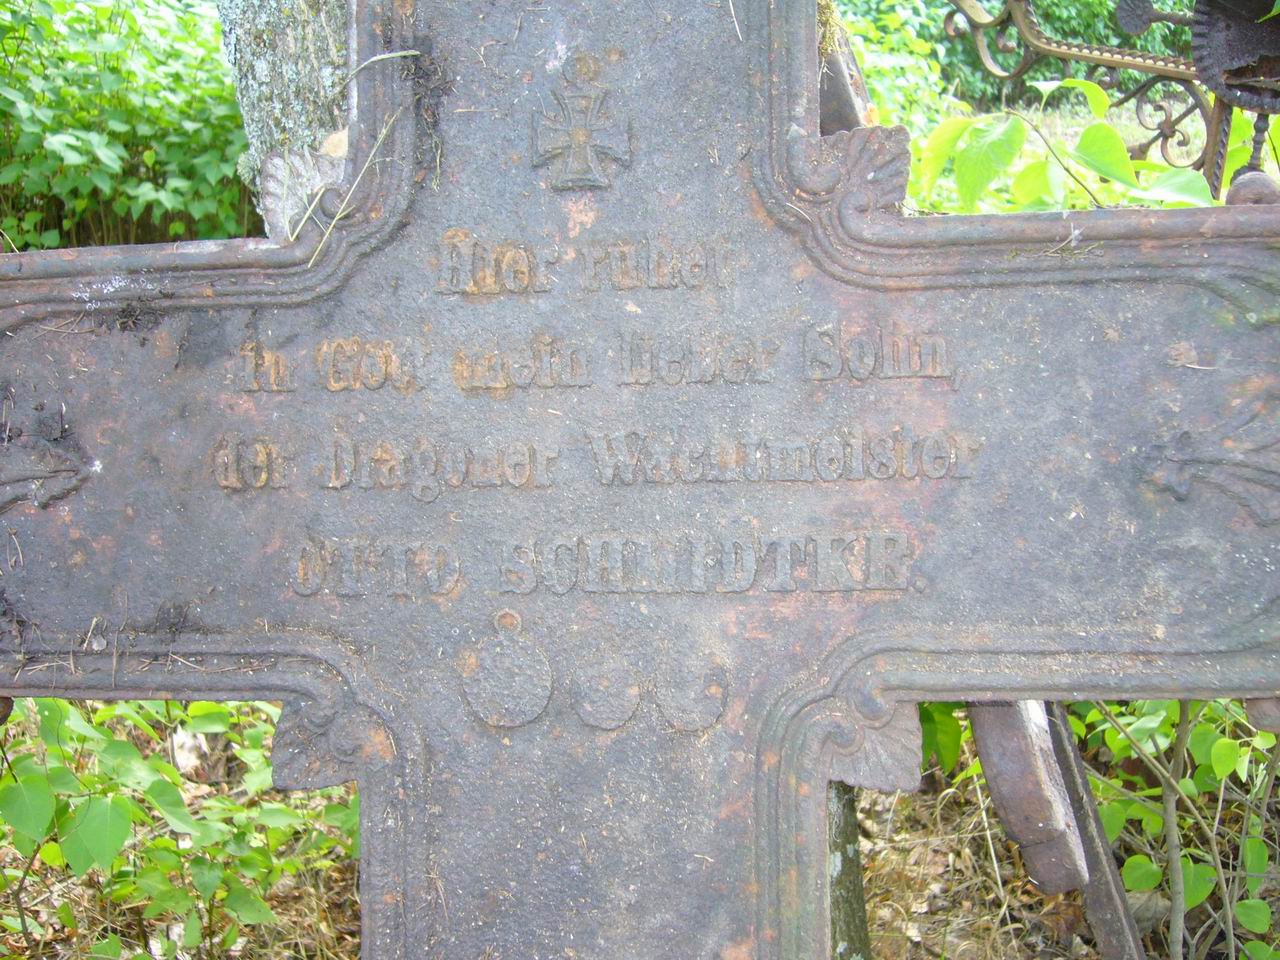 Hier ruhet
in Gott mein lieber Sohn,
der Dragoner Wachtmeister
OTTO SCHMIDTKE.